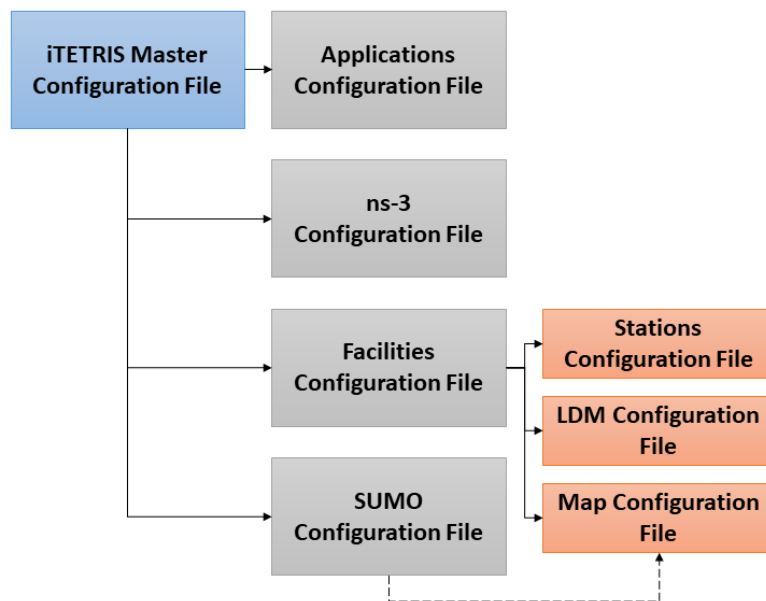 iTETRIS Master
Configuration File
Applications
Configuration File
ns-3
Configuration File
Facilities
Configuration File
Stations
Configuration File
LDM Configuration
File
SUMO
Configuration File
Map Configuration
File